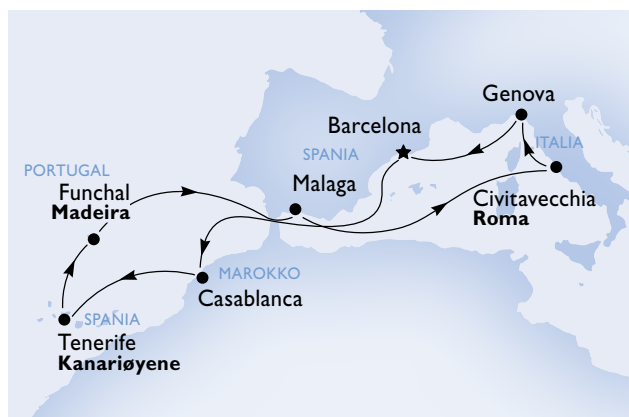 Genova
Barcelona
ITALIA
SPANIA
PORTUGAL
Malaga
Funchal
Madeira
Civitavecchia
Roma
MAROKKO
Casablanca
SPANIA
Tenerife
Kanariøyene